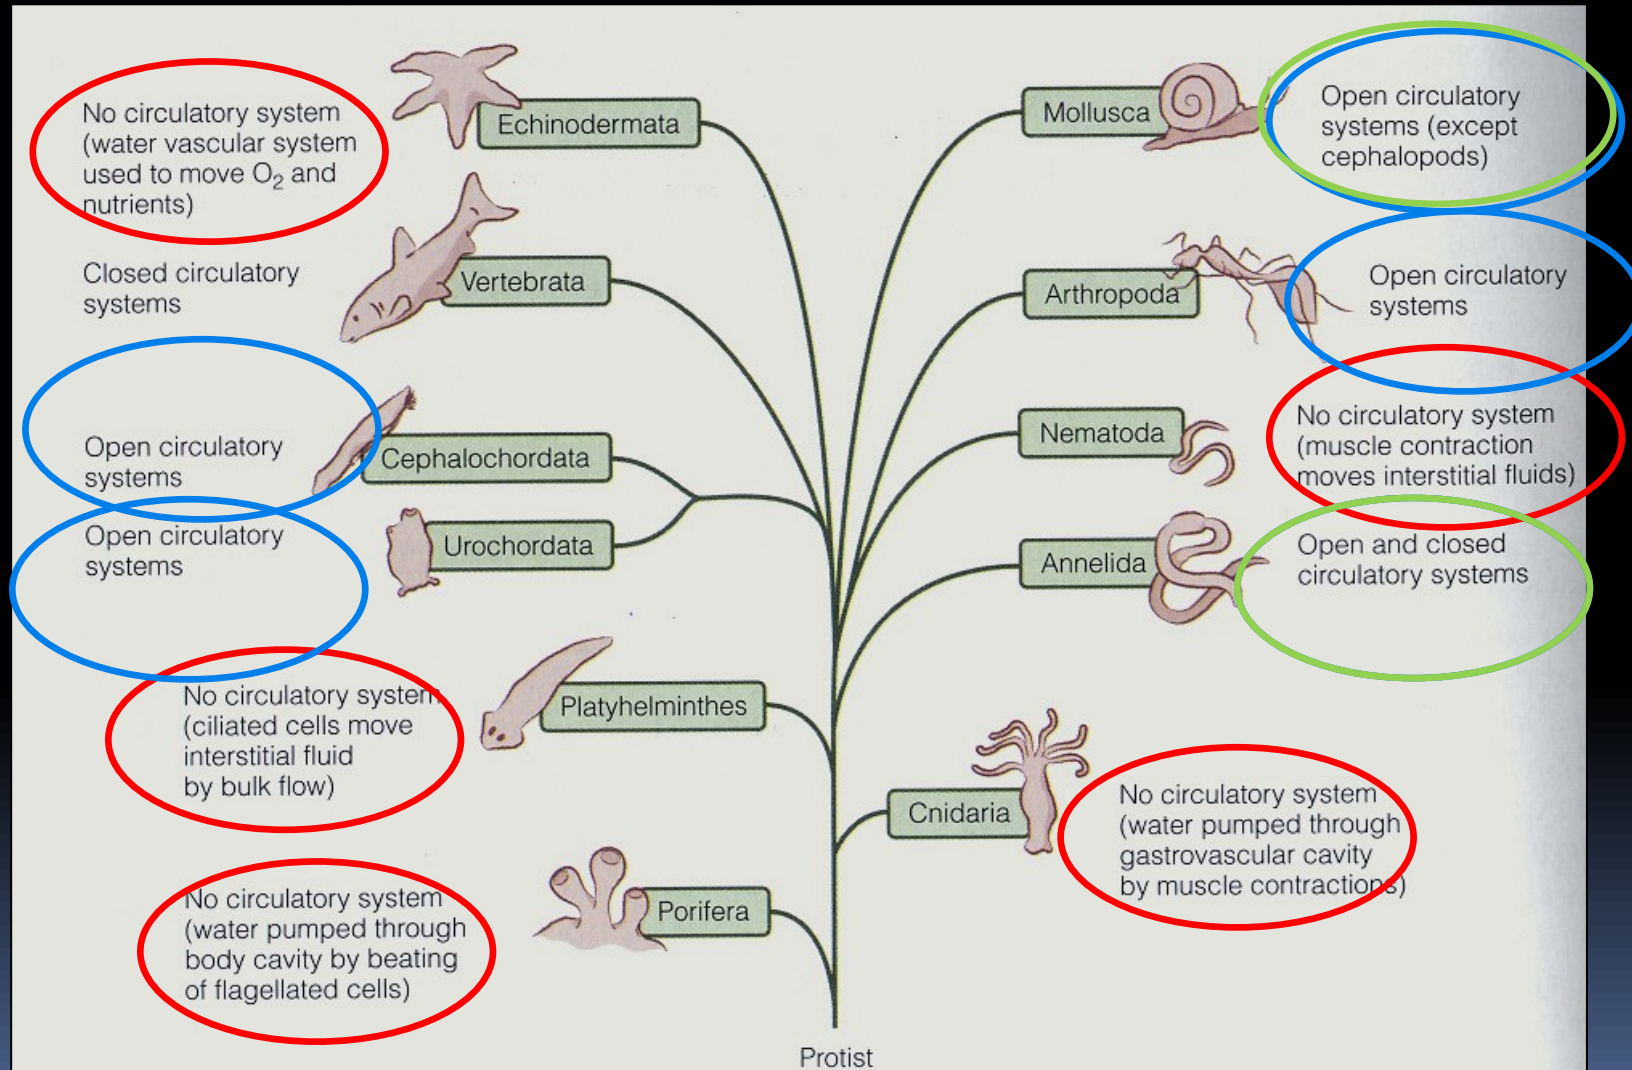 No circulatory system
(water vascular system
used to move O₂ and
nutrients)
Echinodermata
Closed circulatory
systems
Vertebrata
Open circulatory
systems
Cephalochordata
Open circulatory
systems
Urochordata
No circulatory system
(ciliated cells move
interstitial fluid
by bulk flow)
Platyhelminthes
No circulatory system
(water pumped through
body cavity by beating
of flagellated cells)
Porifera
Mollusca
Open circulatory
systems (except
cephalopods)
Arthropoda
Open circulatory
systems
Nematoda
No circulatory system
(muscle contraction
moves interstitial fluids)
Annelida
Open and closed
circulatory systems
Cnidaria
No circulatory system
(water pumped through
gastrovascular cavity
by muscle contractions)
Protist